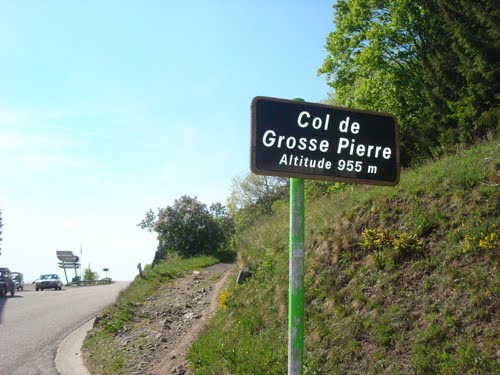 Col de
Grosse Pierre
Altitude 955 m